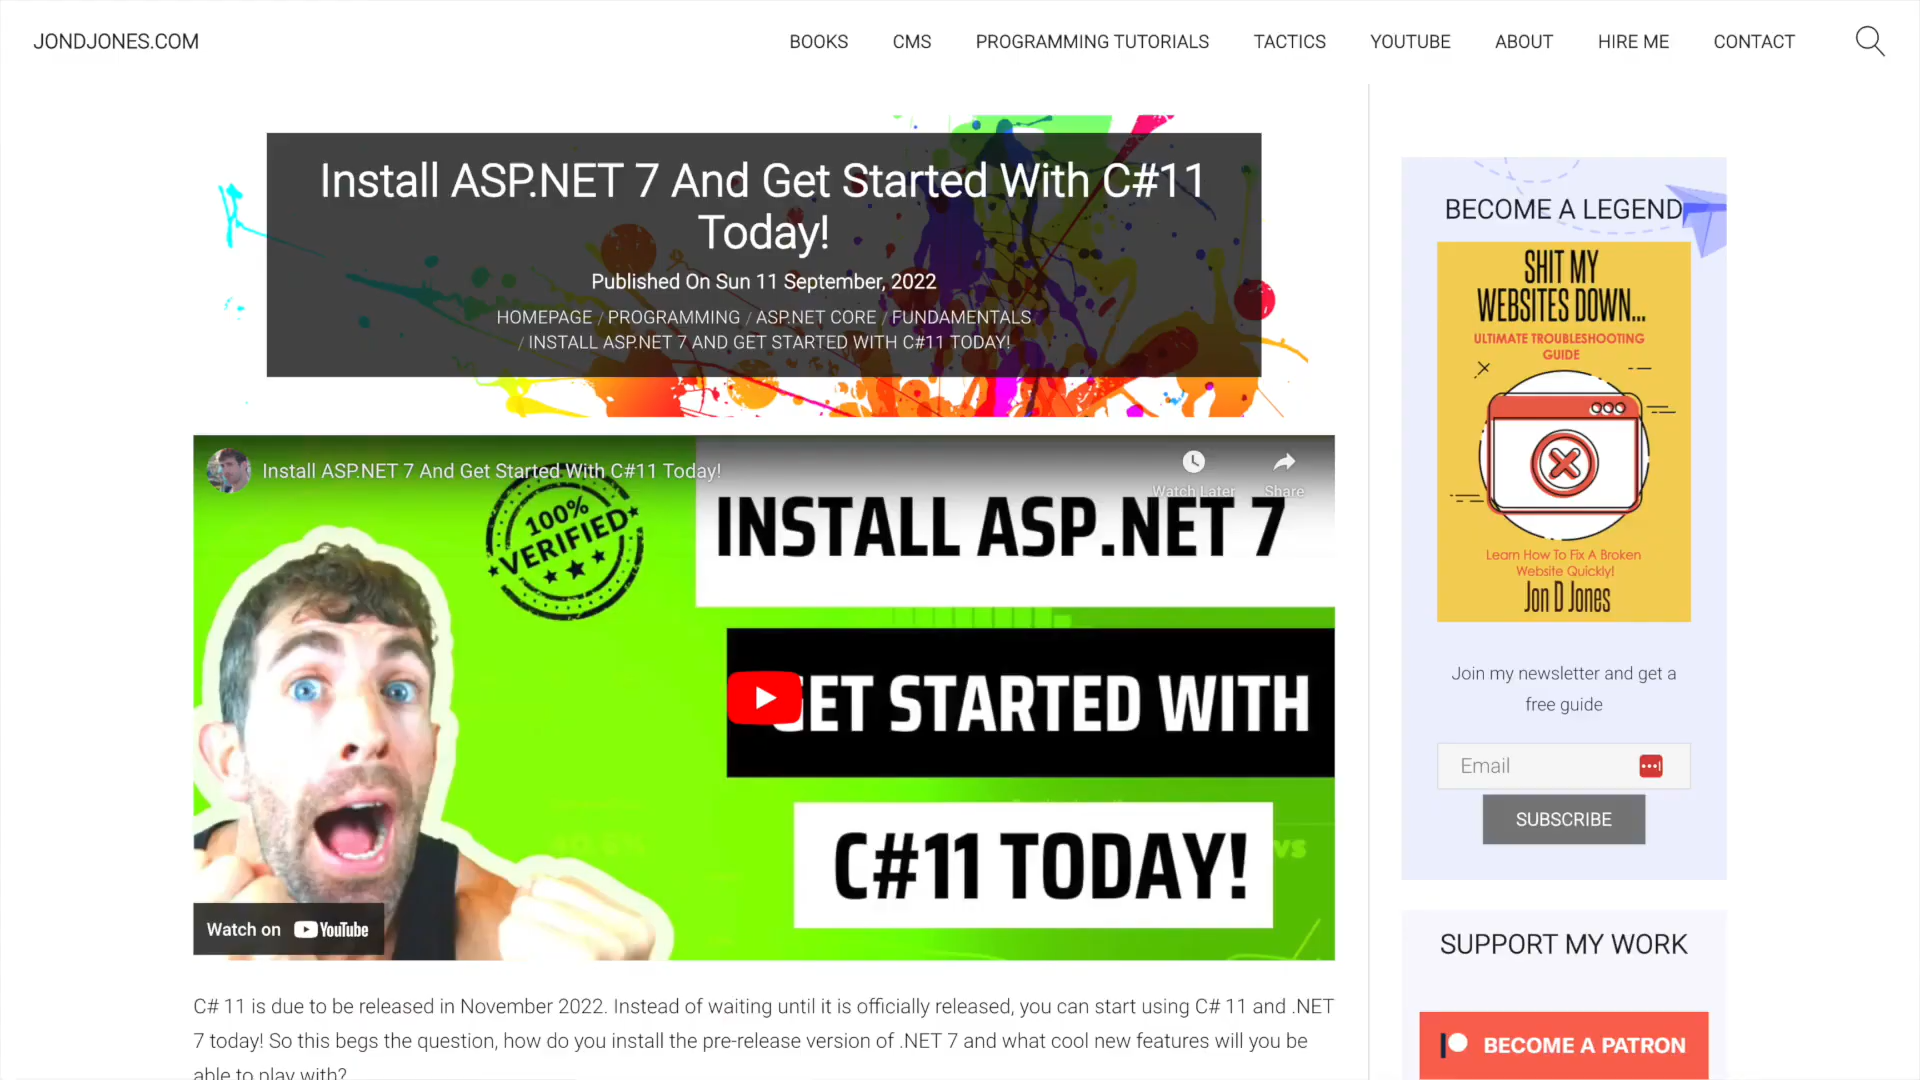 JONDJONES.COM
BOOKS CMS PROGRAMMING TUTORIALS TACTICS YOUTUBE ABOUT HIRE ME CONTACT
Install ASP.NET 7 And Get Started With C#11
Today!
Published On Sun 11 September, 2022
HOMEPAGE / PROGRAMMING / ASP.NET CORE / FUNDAMENTALS
/ INSTALL ASP.NET 7 AND GET STARTED WITH C#11 TODAY!
Install ASP.NET 7 And Get Started With C#11 Today!
Watch Later Share
100%
VERIFIED
INSTALL ASP.NET 7
GET STARTED WITH
C#11 TODAY!
Watch on YouTube
C# 11 is due to be released in November 2022. Instead of waiting until it is officially released, you can start using C# 11 and .NET
7 today! So this begs the question, how do you install the pre-release version of .NET 7 and what cool new features will you be
able to play with?
BECOME A LEGEND
SHIT MY
WEBSITES DOWN...
ULTIMATE TROUBLESHOOTING
GUIDE
Learn How To Fix A Broken
Website Quickly!
Jon D Jones
Join my newsletter and get a
free guide
Email
SUBSCRIBE
SUPPORT MY WORK
BECOME A PATRON